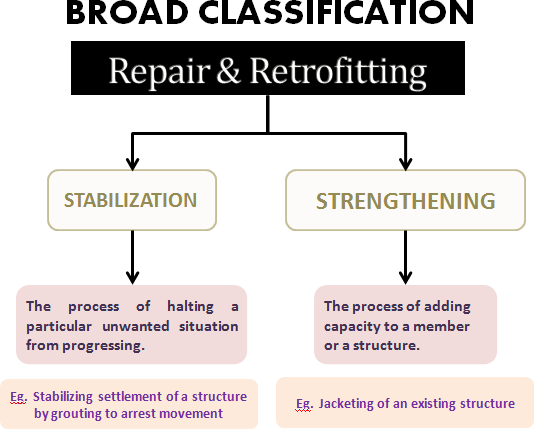 BROAD CLASSIFICATION
Repair & Retrofitting
STABILIZATION
STRENGTHENING
The process of halting a
particular unwanted situation
from progressing.
The process of adding
capacity to a member
or a structure.
Eg. Stabilizing settlement of a structure
by grouting to arrest movement
Eg. Jacketing of an existing structure